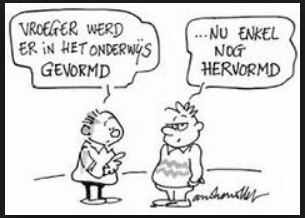 VROEGER WERD
ER IN HET ONDERWIJS
GEVORMD
...NU ENKEL
NOG
HERVORMD